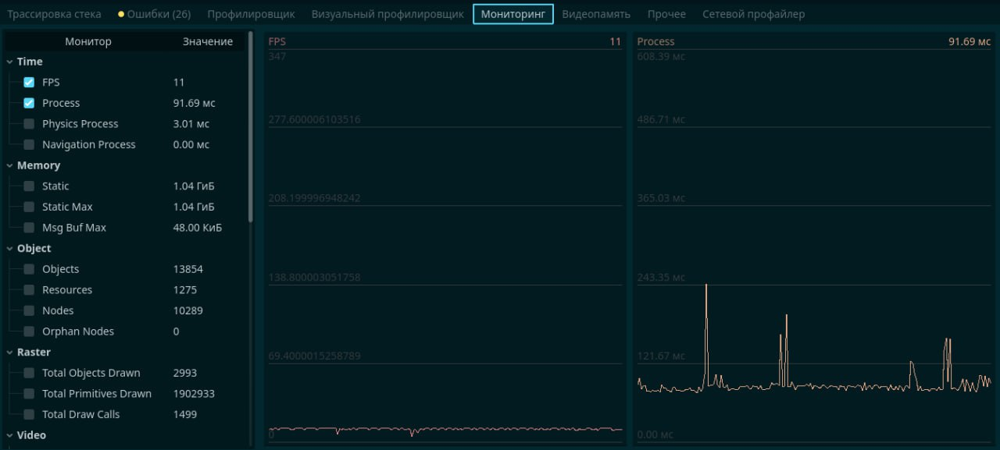 Трассировка стека Ошибки (26) Профилировщик Визуальный профилировщик Мониторинг Видеопамять Прочее Сетевой профайлер
Монитор Значение
Time
FPS 11
Process 91.69 мс
Physics Process 3.01 мс
Navigation Process 0.00 мс
Memory
Static 1.04 ГиБ
Static Max 1.04 ГиБ
Msg Buf Max 48.00 КиБ
Object
Objects 13854
Resources 1275
Nodes 10289
Orphan Nodes 0
Raster
Total Objects Drawn 2993
Total Primitives Drawn 1902933
Total Draw Calls 1499
Video
FPS 11
347
277.600006103516
208.199996948242
138.800003051758
69.4000015258789
0
Process 91.69 мс
608.39 мс
486.71 мс
365.03 мс
243.35 мс
121.67 мс
0.00 мс